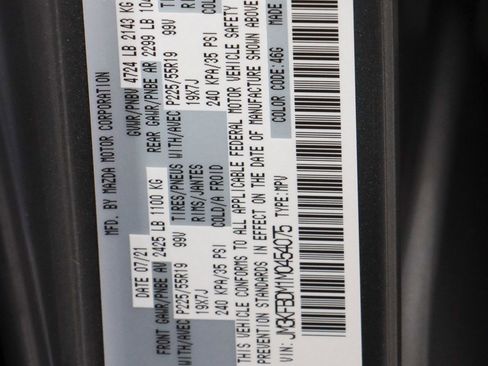 MFD. BY MAZDA MOTOR CORPORATION
DATE 07/21 GVWR/PNBV 4724 LB 2143 KG
FRONT GAWR/PNBE AV 2425 LB 1100 KG REAR GAWR/PNBE AR 2299 LB
WITH/AVEC P225/55R19 99V TIRES/PNEUS WITH/AVEC P225/55R19 99V
19X7J RIMS/JANTES 19X7J
240 KPA/35 PSI COLD/A FROID 240 KPA/35 PSI COLD/
THIS VEHICLE CONFORMS TO ALL APPLICABLE FEDERAL MOTOR VEHICLE SAFETY
STANDARDS IN EFFECT ON THE DATE OF MANUFACTURE SHOWN ABOVE
VIN: JM3KFBDM1M0454075 TYPE: MPV COLOR CODE: 46G